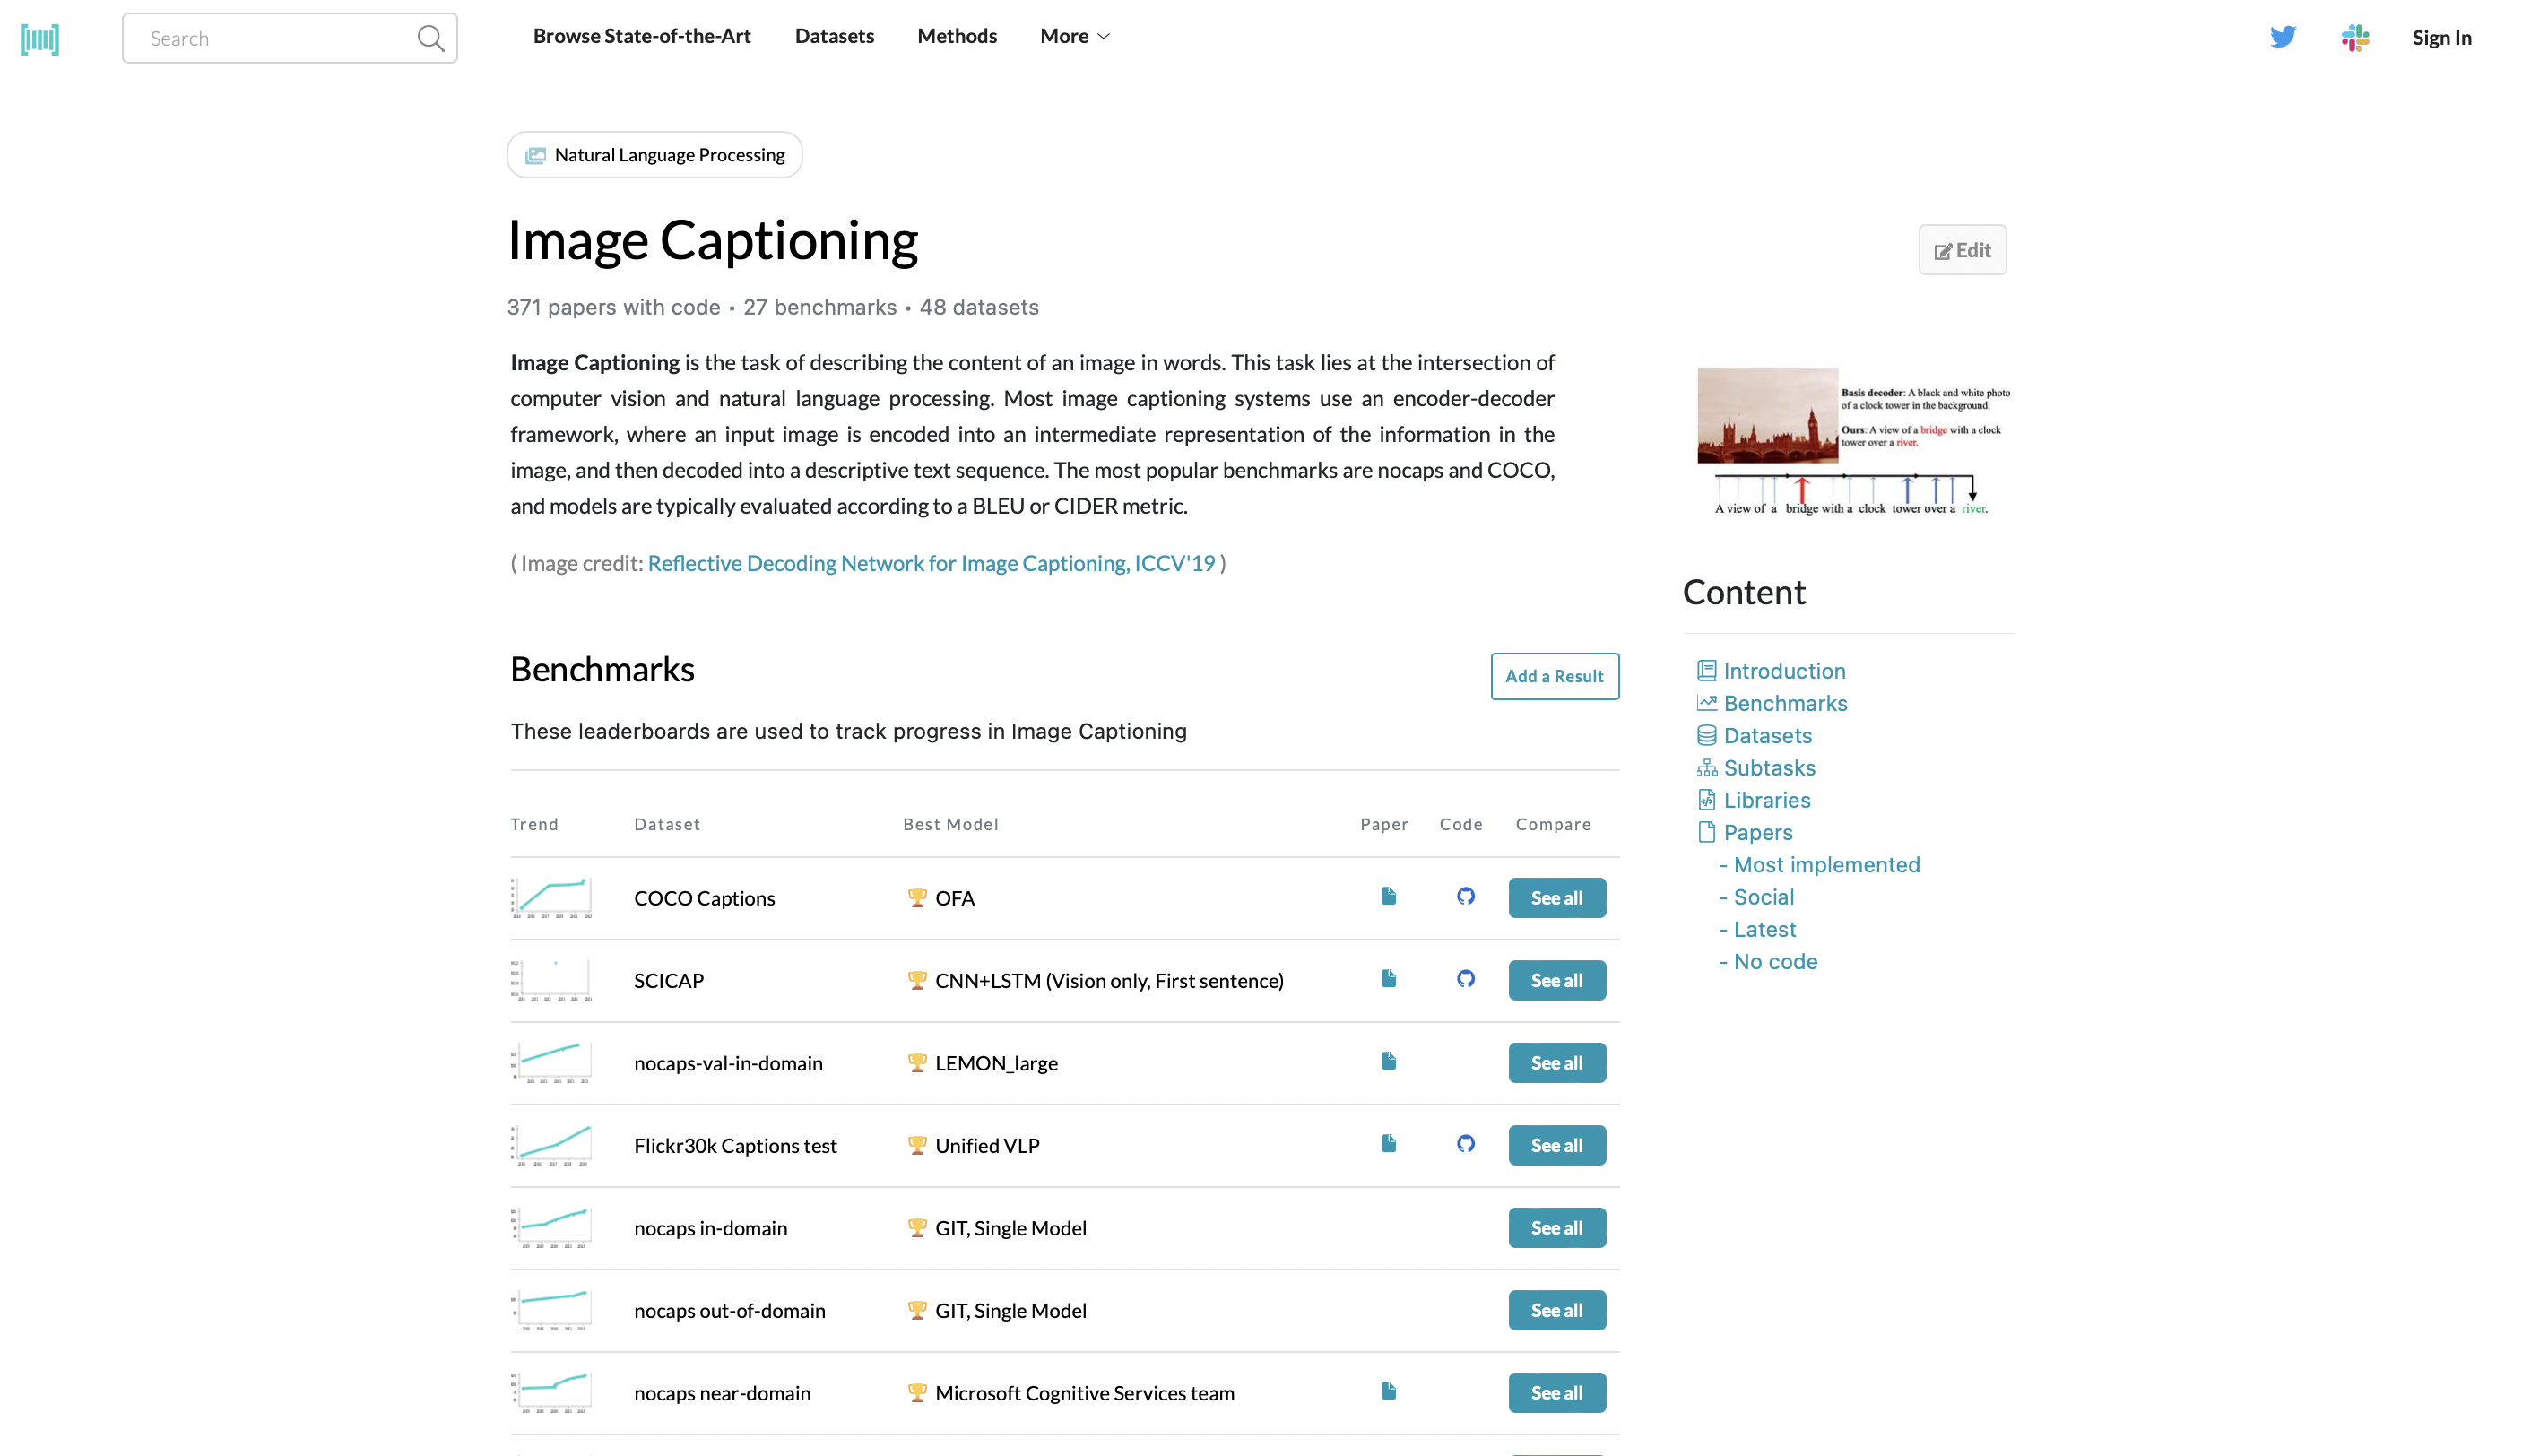 Search
Browse State-of-the-Art
Datasets
Methods
More
Sign In
Natural Language Processing
Image Captioning
Edit
371 papers with code • 27 benchmarks • 48 datasets
Image Captioning is the task of describing the content of an image in words. This task lies at the intersection of
computer vision and natural language processing. Most image captioning systems use an encoder-decoder
framework, where an input image is encoded into an intermediate representation of the information in the
image, and then decoded into a descriptive text sequence. The most popular benchmarks are nocaps and COCO,
and models are typically evaluated according to a BLEU or CIDER metric.
( Image credit: Reflective Decoding Network for Image Captioning, ICCV'19 )
Basis decoder: A black and white photo
of a clock tower in the background.
Ours: A view of a bridge with a clock
tower over a river.
A view of a bridge with a clock tower over a river.
Benchmarks
Add a Result
These leaderboards are used to track progress in Image Captioning
Trend Dataset Best Model Paper Code Compare
COCO Captions OFA See all
SCICAP CNN+LSTM (Vision only, First sentence) See all
nocaps-val-in-domain LEMON_large See all
Flickr30k Captions test Unified VLP See all
nocaps in-domain GIT, Single Model See all
nocaps out-of-domain GIT, Single Model See all
nocaps near-domain Microsoft Cognitive Services team See all
Content
Introduction
Benchmarks
Datasets
Subtasks
Libraries
Papers
- Most implemented
- Social
- Latest
- No code